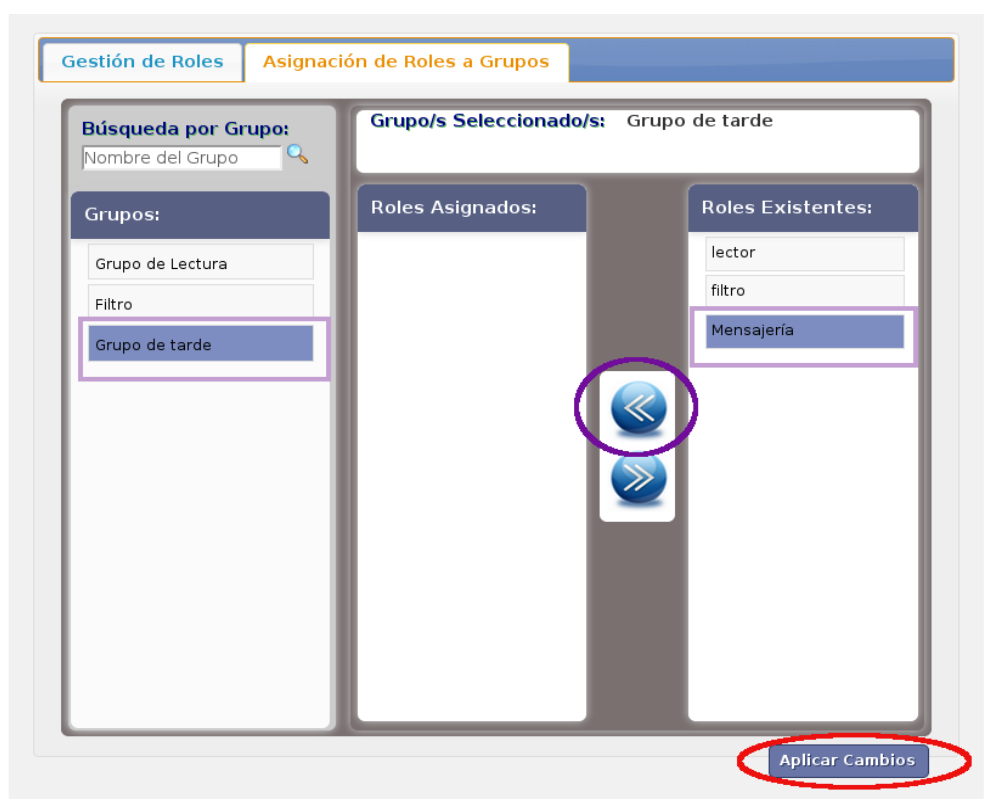 Gestión de Roles
Asignación de Roles a Grupos
Búsqueda por Grupo:
Nombre del Grupo
Grupo/s Seleccionado/s: Grupo de tarde
Grupos:
Grupo de Lectura
Filtro
Grupo de tarde
Roles Asignados:
Roles Existentes:
lector
filtro
Mensajería
Aplicar Cambios